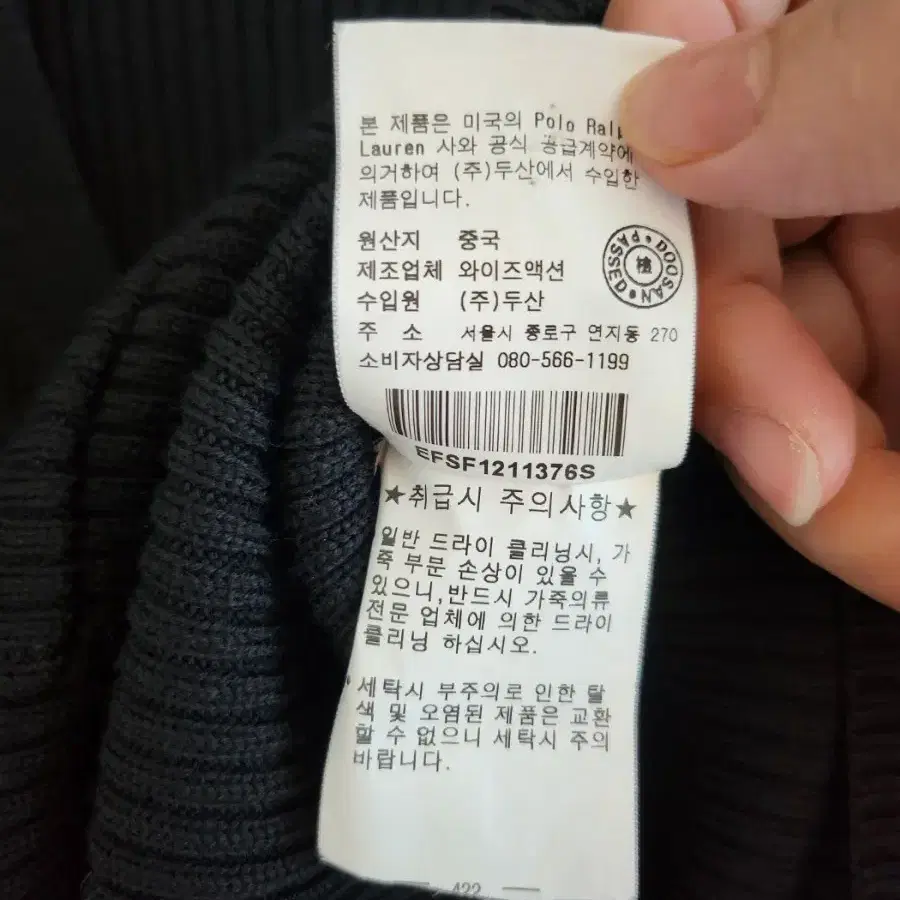 본 제품은 미국의 Polo Ralp
Lauren 사와 공식 공급계약에
의거하여 (주)두산에서 수입한
제품입니다.
원산지 중국
제조업체 와이즈액션
수입원 (주)두산
주 소 서울시 종로구 연지동 270
소비자상담실 080-566-1199
DOOSAN PASSED
檢
EFSF1211376S
★취급시 주의사항★
일반 드라이 클리닝시, 가
죽 부문 손상이 있을 수
있으니,반드시 가죽의류
전문 업체에 의한 드라이
클리닝 하십시오.
세탁시 부주의로 인한 탈
색 및 오염된 제품은 교환
할 수 없으니 세탁시 주의
바랍니다.
422